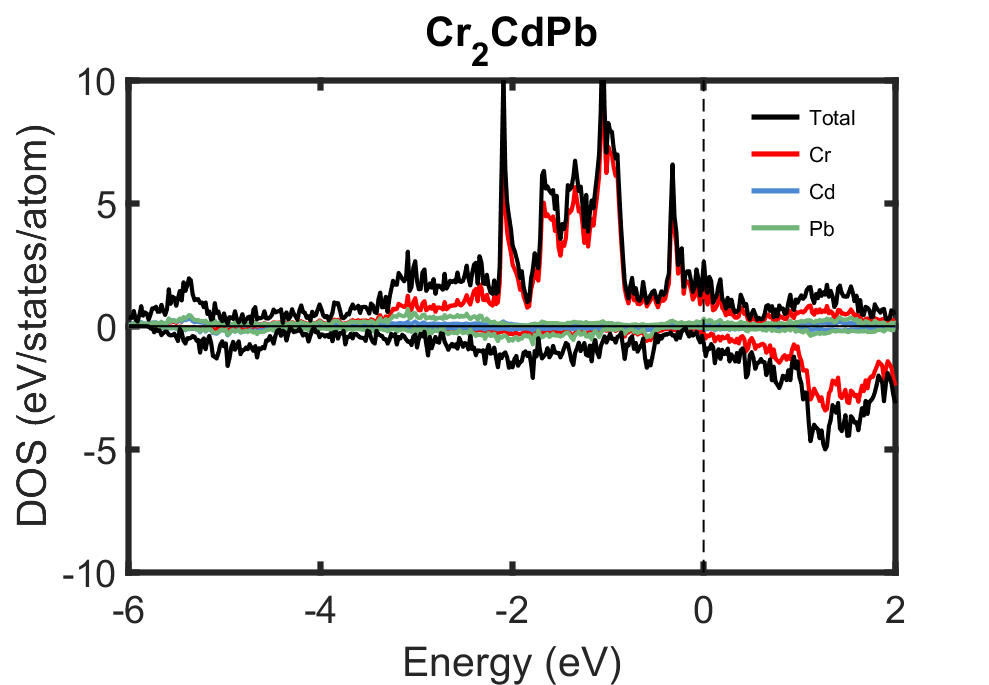 Cr2CdPb
10
5
0
-5
-10
DOS (eV/states/atom)
Total
Cr
Cd
Pb
-6 -4 -2 0 2
Energy (eV)